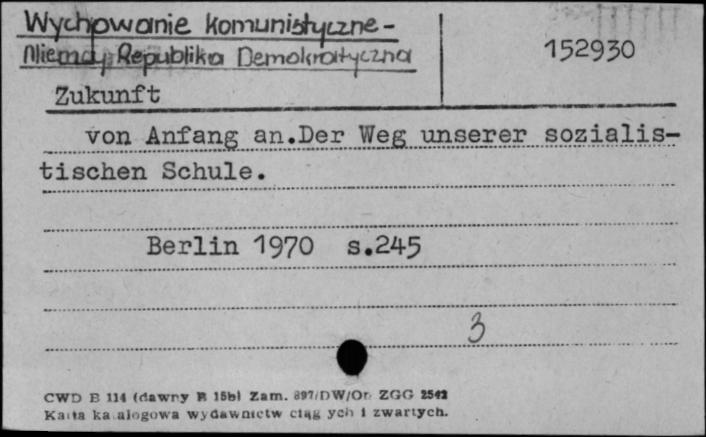 Wychowanie komunistyczne -
Niem. Republika Demokratyczna
152930
Zukunft
von Anfang an.Der Weg unserer sozialis-
tischen Schule.
Berlin 1970 s.245
3
CWD B 114 (dawny B 15b) Zam. 897/DW/Or ZGG 2542
Karta katalogowa wydawnictw ciągłych i zwartych.